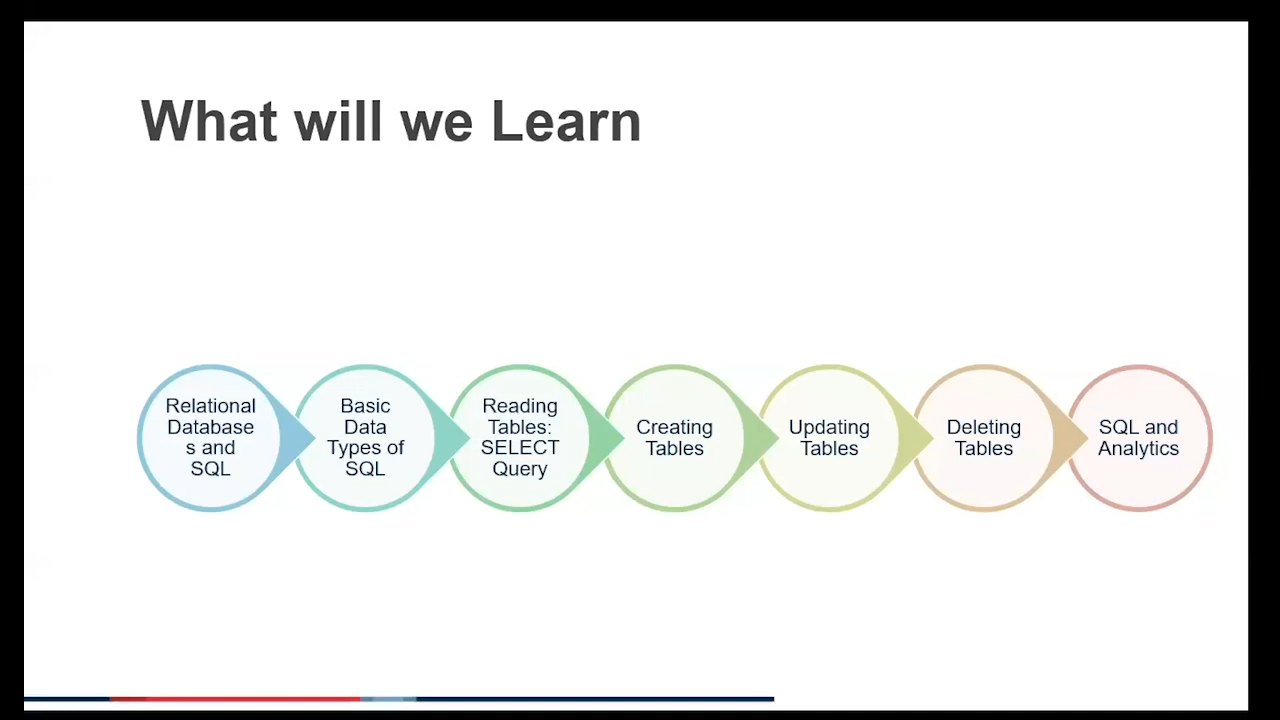 What will we Learn
Relational
Database
s and
SQL
Basic
Data
Types of
SQL
Reading
Tables:
SELECT
Query
Creating
Tables
Updating
Tables
Deleting
Tables
SQL and
Analytics